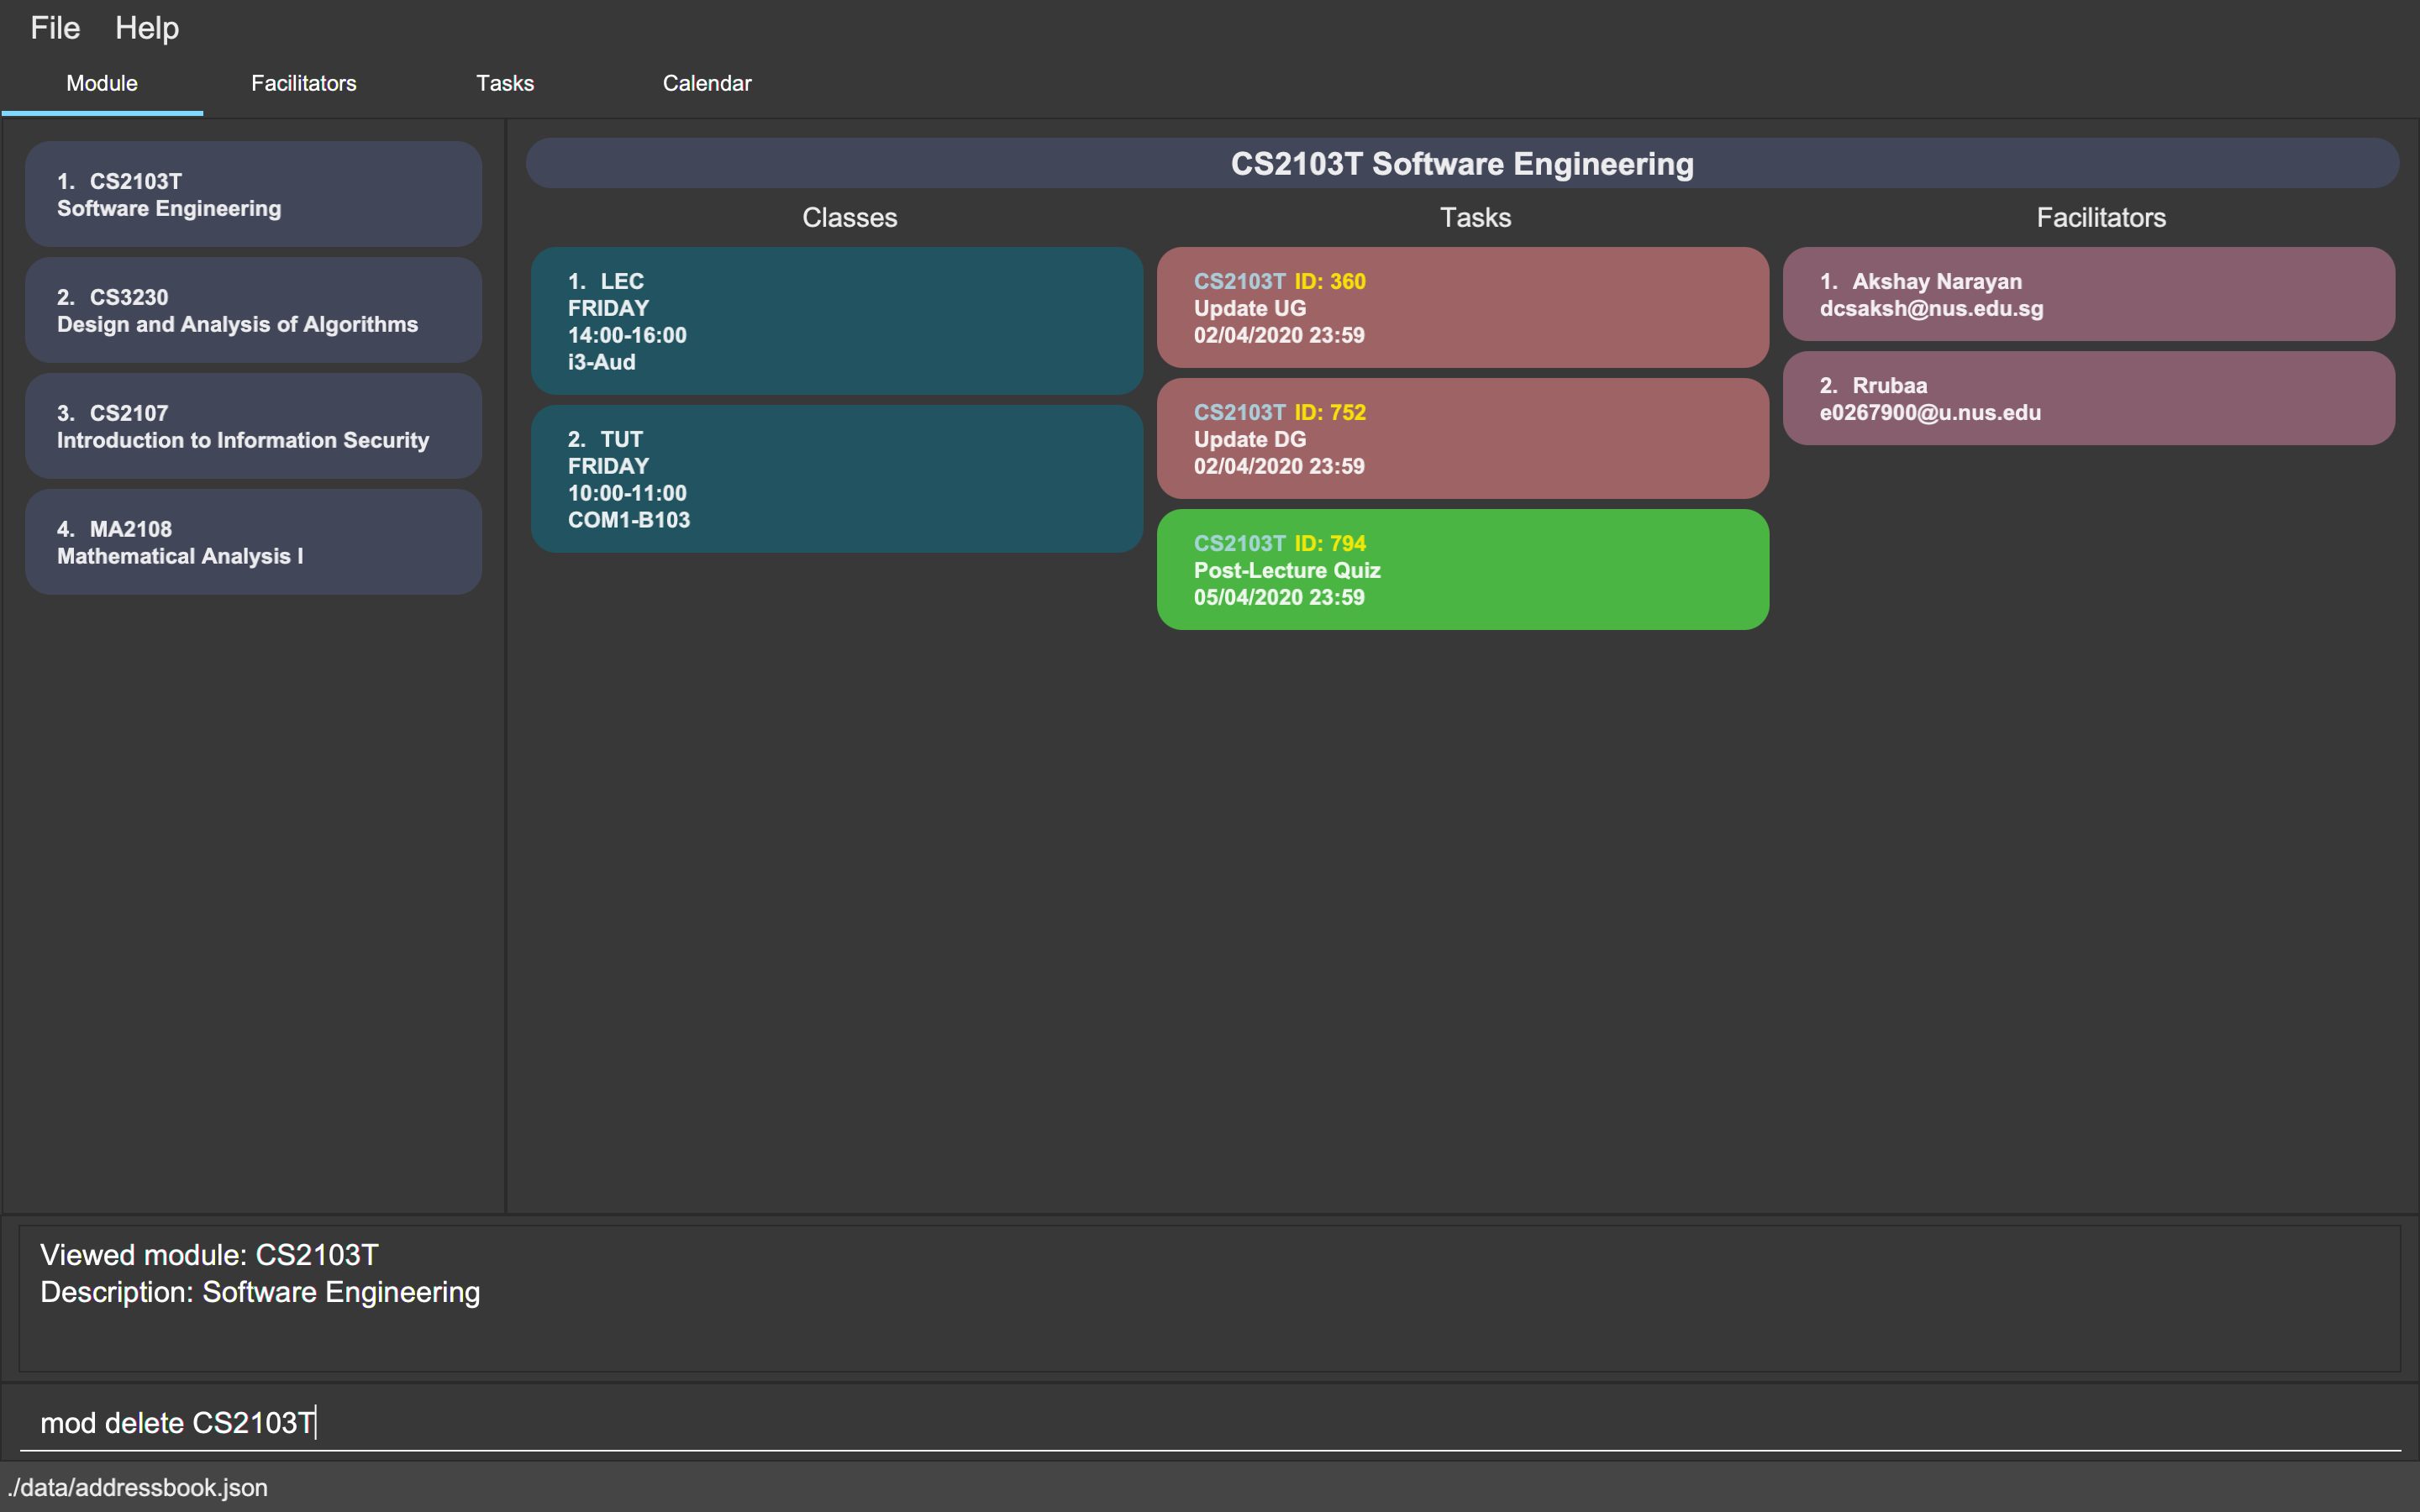 File Help
Module Facilitators Tasks Calendar
1. CS2103T
Software Engineering
2. CS3230
Design and Analysis of Algorithms
3. CS2107
Introduction to Information Security
4. MA2108
Mathematical Analysis I
CS2103T Software Engineering
Classes
1. LEC
FRIDAY
14:00-16:00
i3-Aud
2. TUT
FRIDAY
10:00-11:00
COM1-B103
Tasks
CS2103T ID: 360
Update UG
02/04/2020 23:59
CS2103T ID: 752
Update DG
02/04/2020 23:59
CS2103T ID: 794
Post-Lecture Quiz
05/04/2020 23:59
Facilitators
1. Akshay Narayan
dcsaksh@nus.edu.sg
2. Rrubaa
e0267900@u.nus.edu
Viewed module: CS2103T
Description: Software Engineering
mod delete CS2103T
./data/addressbook.json